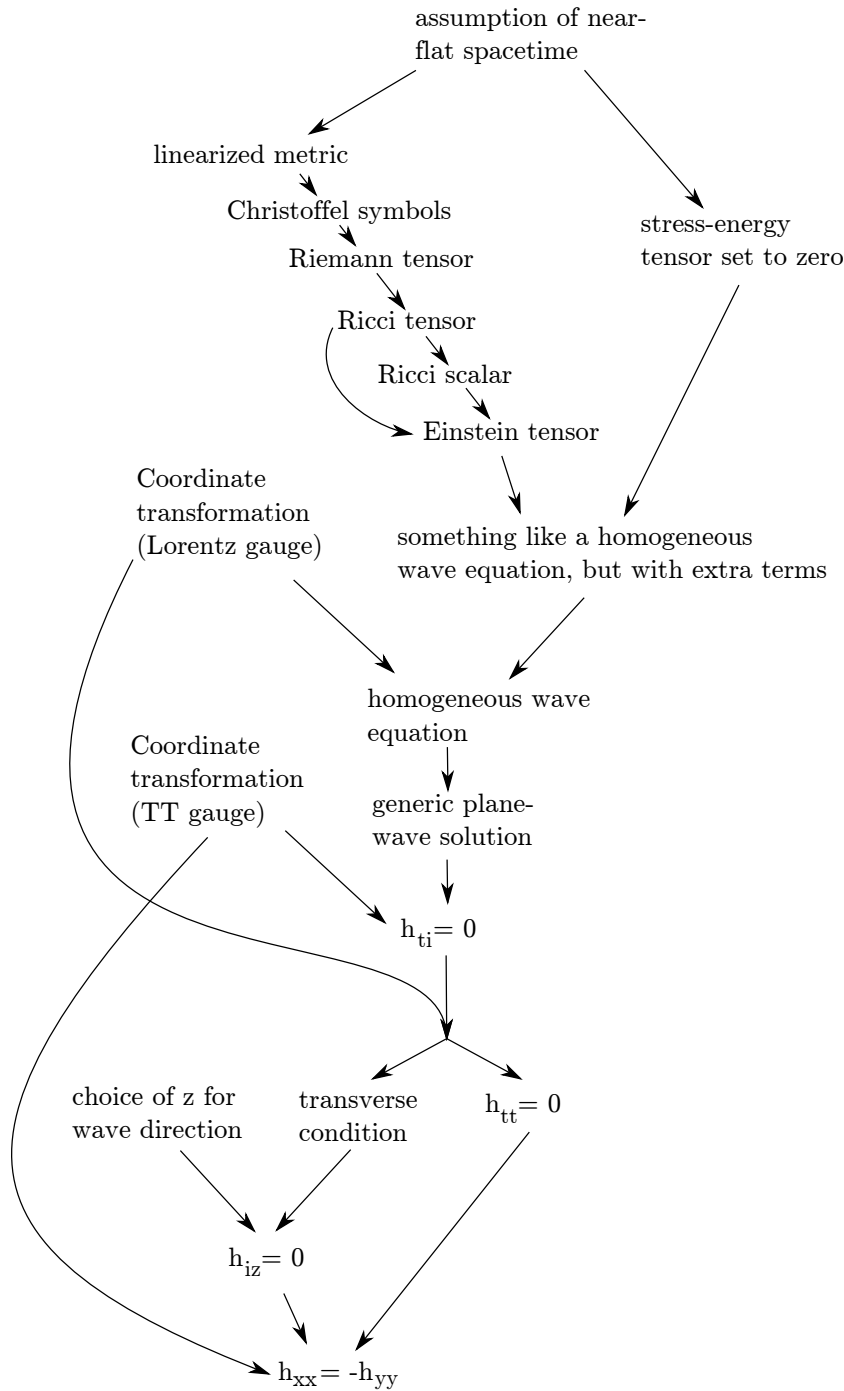 assumption of near-
flat spacetime
linearized metric
Christoffel symbols
stress-energy
tensor set to zero
Riemann tensor
Ricci tensor
Ricci scalar
Einstein tensor
Coordinate
transformation
(Lorentz gauge)
something like a homogeneous
wave equation, but with extra terms
homogeneous wave
equation
Coordinate
transformation
(TT gauge)
generic plane-
wave solution
h_ti = 0
choice of z for
wave direction
transverse
condition
h_tt = 0
h_iz = 0
h_xx = -h_yy